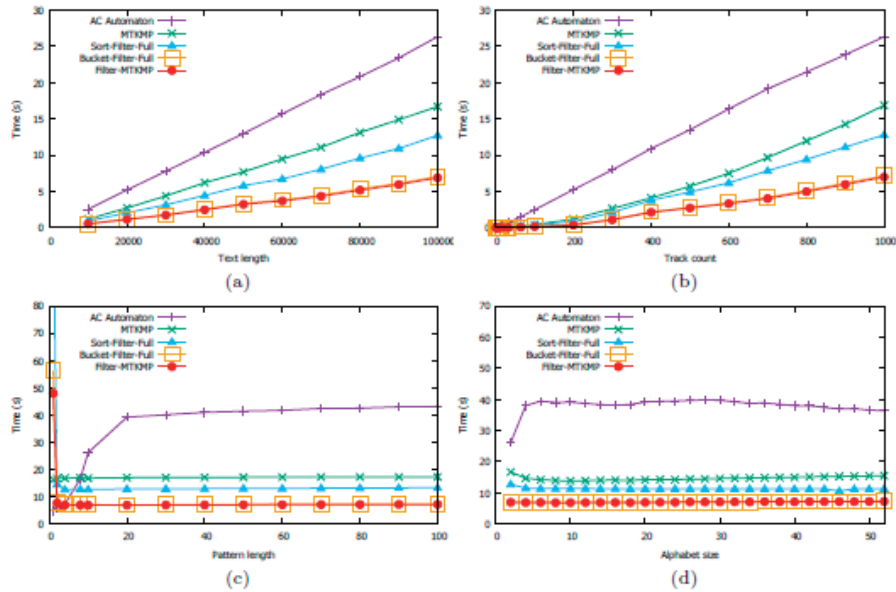 30
25
20
15
10
5
0
Time (s)
AC Automaton
MTKMP
Sort-Filter-Full
Bucket-Filter-Full
Filter-MTKMP
20000 40000 60000 80000 100000
Text length
(a)
30
25
20
15
10
5
0
Time (s)
AC Automaton
MTKMP
Sort-Filter-Full
Bucket-Filter-Full
Filter-MTKMP
0 200 400 600 800 1000
Track count
(b)
80
70
60
50
40
30
20
10
0
Time (s)
AC Automaton
MTKMP
Sort-Filter-Full
Bucket-Filter-Full
Filter-MTKMP
0 20 40 60 80 100
Pattern length
(c)
70
60
50
40
30
20
10
0
Time (s)
AC Automaton
MTKMP
Sort-Filter-Full
Bucket-Filter-Full
Filter-MTKMP
0 10 20 30 40 50
Alphabet size
(d)